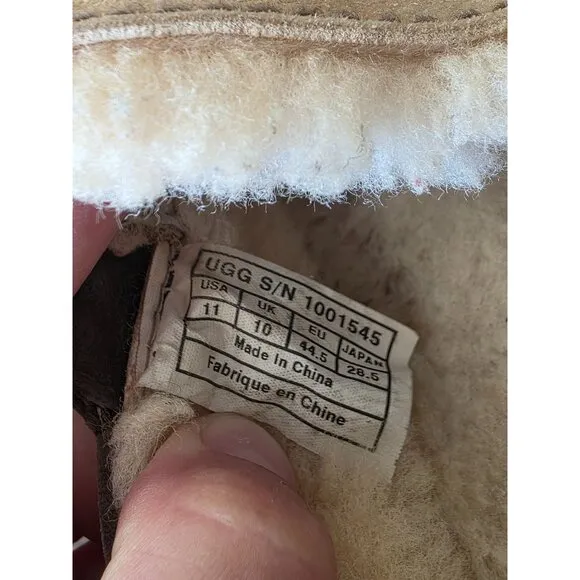 UGG S/N 1001545
USA UK EU JAPAN
11 10 44.5 28.5
Made in China
Fabrique en Chine